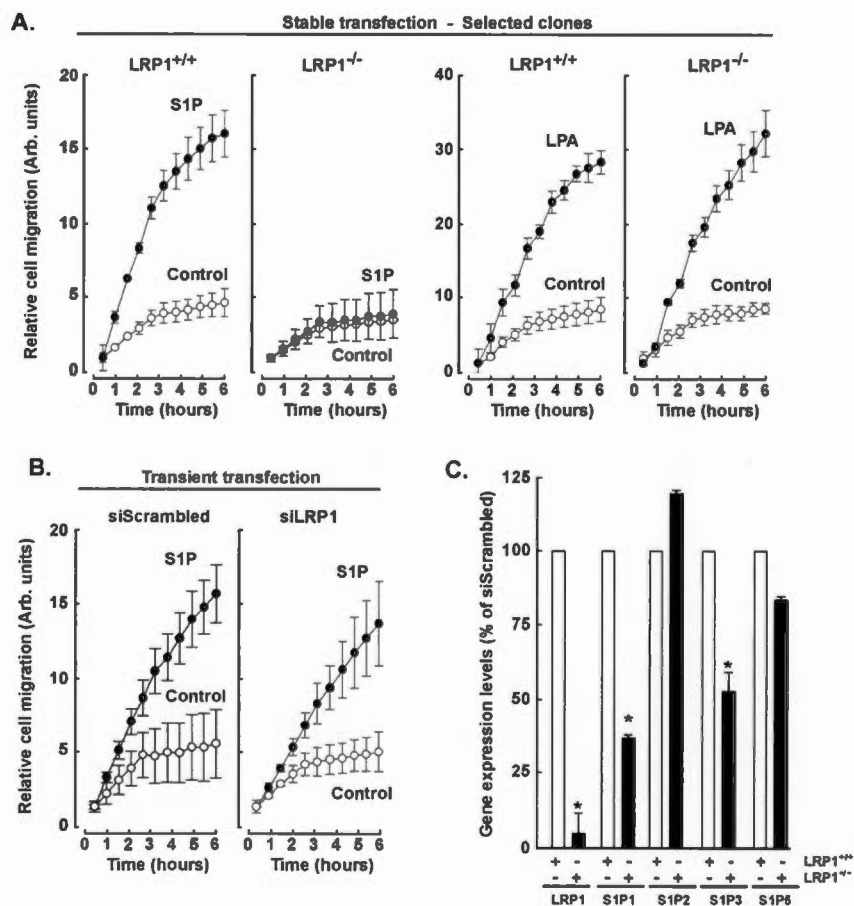 A.
Stable transfection - Selected clones
LRP1+/+
LRP1-/-
LRP1+/+
LRP1-/-
Relative cell migration (Arb. units)
20
15
10
5
0
S1P
Control
0 1 2 3 4 5 6
Time (hours)
S1P
Control
0 1 2 3 4 5 6
Time (hours)
40
30
20
10
0
LPA
Control
0 1 2 3 4 5 6
Time (hours)
LPA
Control
0 1 2 3 4 5 6
Time (hours)
B.
Transient transfection
siScrambled
siLRP1
Relative cell migration (Arb. units)
20
15
10
5
0
S1P
Control
0 1 2 3 4 5 6
Time (hours)
S1P
Control
0 1 2 3 4 5 6
Time (hours)
C.
Gene expression levels (% of siScrambled)
125
100
75
50
25
0
* * *
+ - + - + - + - + - LRP1+/+
- + - + - + - + - + LRP1-/-
LRP1 S1P1 S1P2 S1P3 S1P5